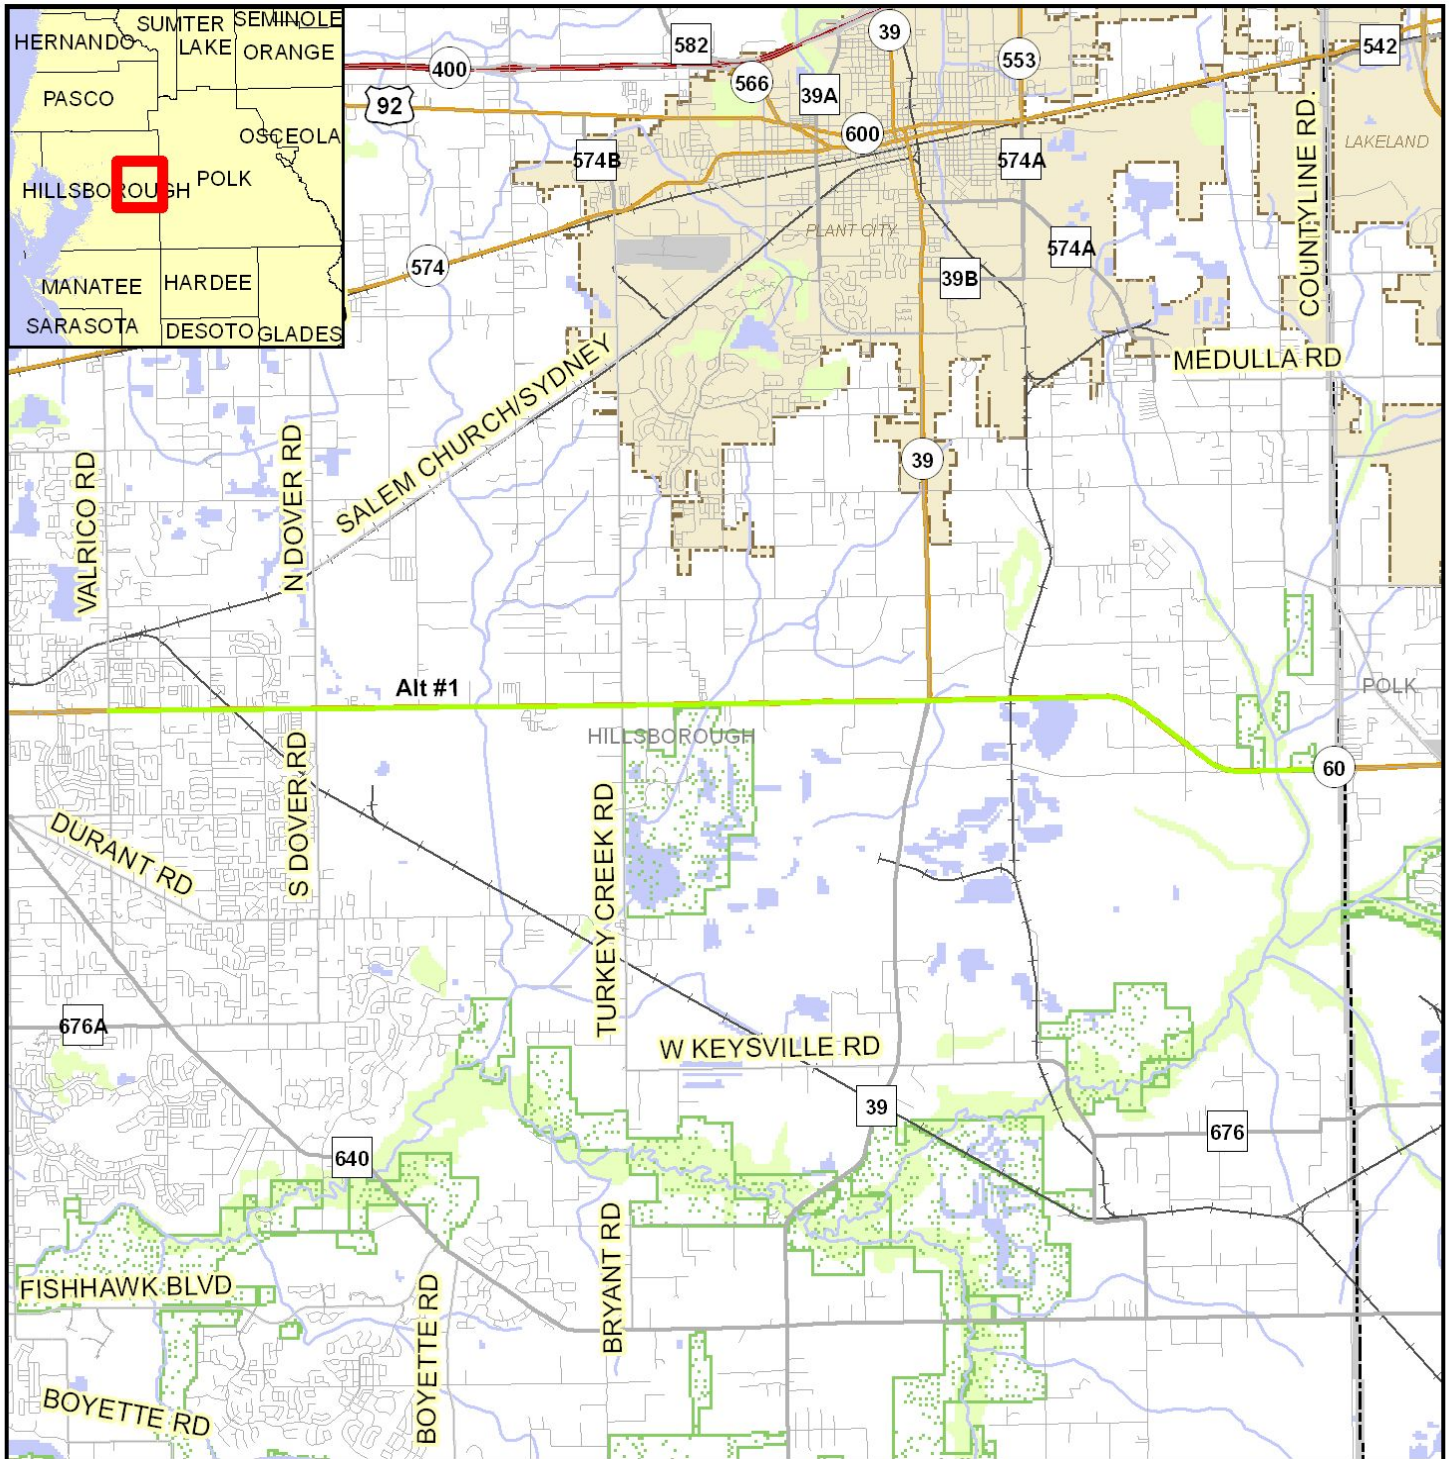 SUMTER
SEMINOLE
HERNANDO
LAKE
ORANGE
PASCO
OSCEOLA
HILLSBOROUGH
POLK
MANATEE
HARDEE
SARASOTA
DESOTO
GLADES
400
92
582
566
39
39A
553
542
600
574B
574A
LAKELAND
COUNTYLINE RD.
574
PLANT CITY
574A
39B
MEDULLA RD
SALEM CHURCH/SYDNEY
N DOVER RD
VALRICO RD
39
Alt #1
HILLSBOROUGH
POLK
60
S DOVER RD
DURANT RD
TURKEY CREEK RD
676A
W KEYSVILLE RD
39
676
640
BRYANT RD
FISHHAWK BLVD
BOYETTE RD
BOYETTE RD